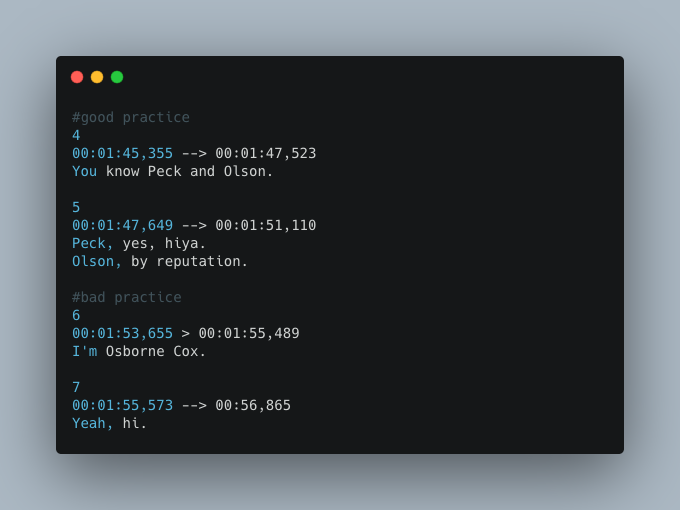 #good practice
4
00:01:45,355 --> 00:01:47,523
You know Peck and Olson.
5
00:01:47,649 --> 00:01:51,110
Peck, yes, hiya.
Olson, by reputation.
#bad practice
6
00:01:53,655 > 00:01:55,489
I'm Osborne Cox.
7
00:01:55,573 --> 00:56,865
Yeah, hi.